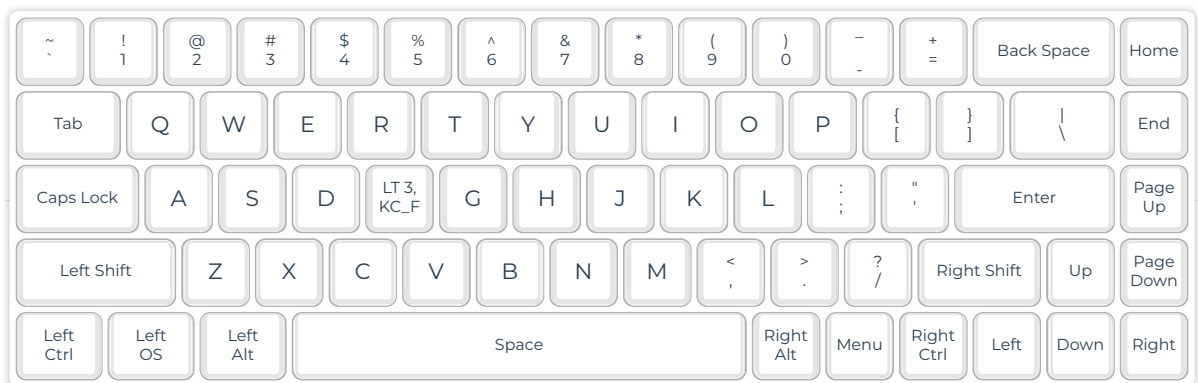 ~ ! @ # $ % ^ & * ( ) _ + Back Space Home
` 1 2 3 4 5 6 7 8 9 0 - =
Tab Q W E R T Y U I O P { } | End
[ ] \
Caps Lock A S D LT 3, G H J K L : " Enter Page
KC_F ; ' Up
Left Shift Z X C V B N M < > ? Right Shift Up Page
, . / Down
Left Left Left Space Right Menu Right Left Down Right
Ctrl OS Alt Alt Ctrl